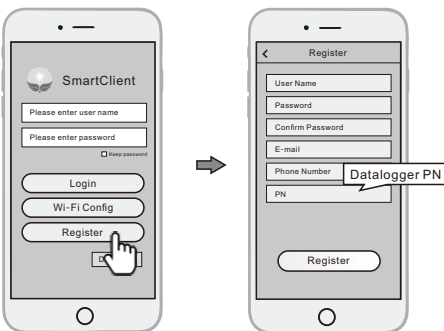 SmartClient
Please enter user name
Please enter password
Keep password
Login
Wi-Fi Config
Register
Register
User Name
Password
Confirm Password
E-mail
Phone Number
Datalogger PN
PN
Register